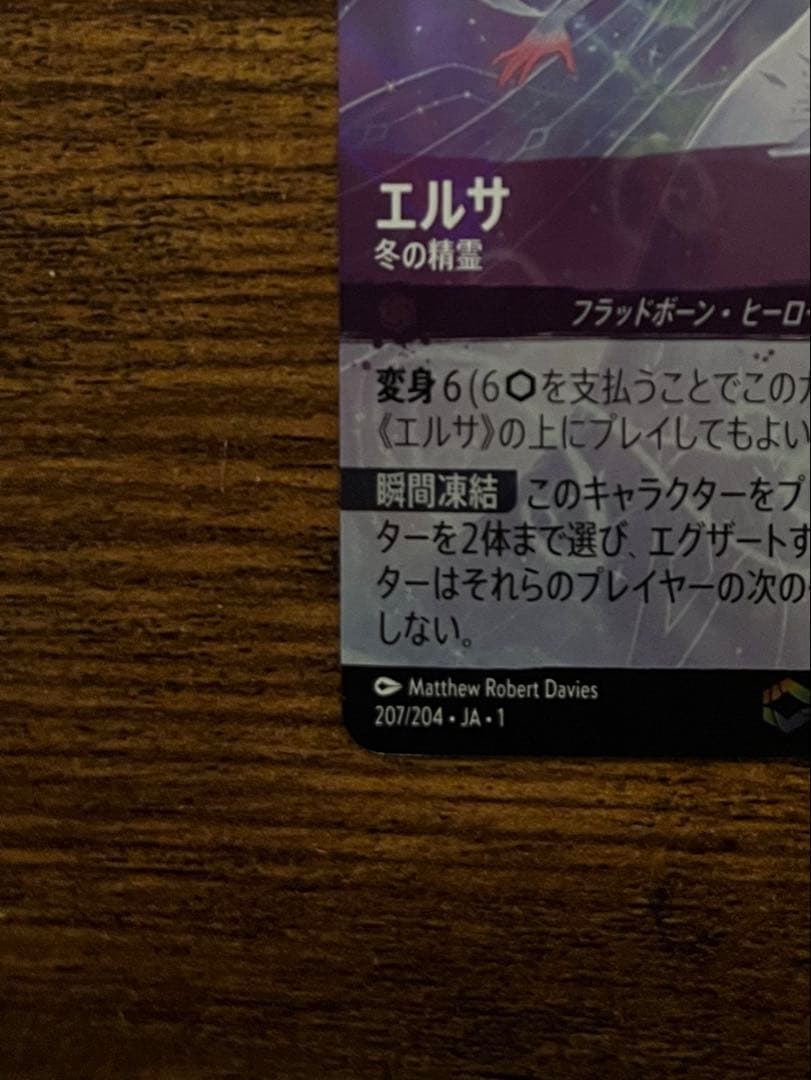 エルサ
冬の精霊
フラッドボーン・ヒーロー
変身 6 (6⬡を支払うことでこのカ
《エルサ》の上にプレイしてもよい
瞬間凍結 このキャラクターをプ
ターを2体まで選び、エグザートす
ターはそれらのプレイヤーの次の
しない。
Matthew Robert Davies
207/204 • JA • 1